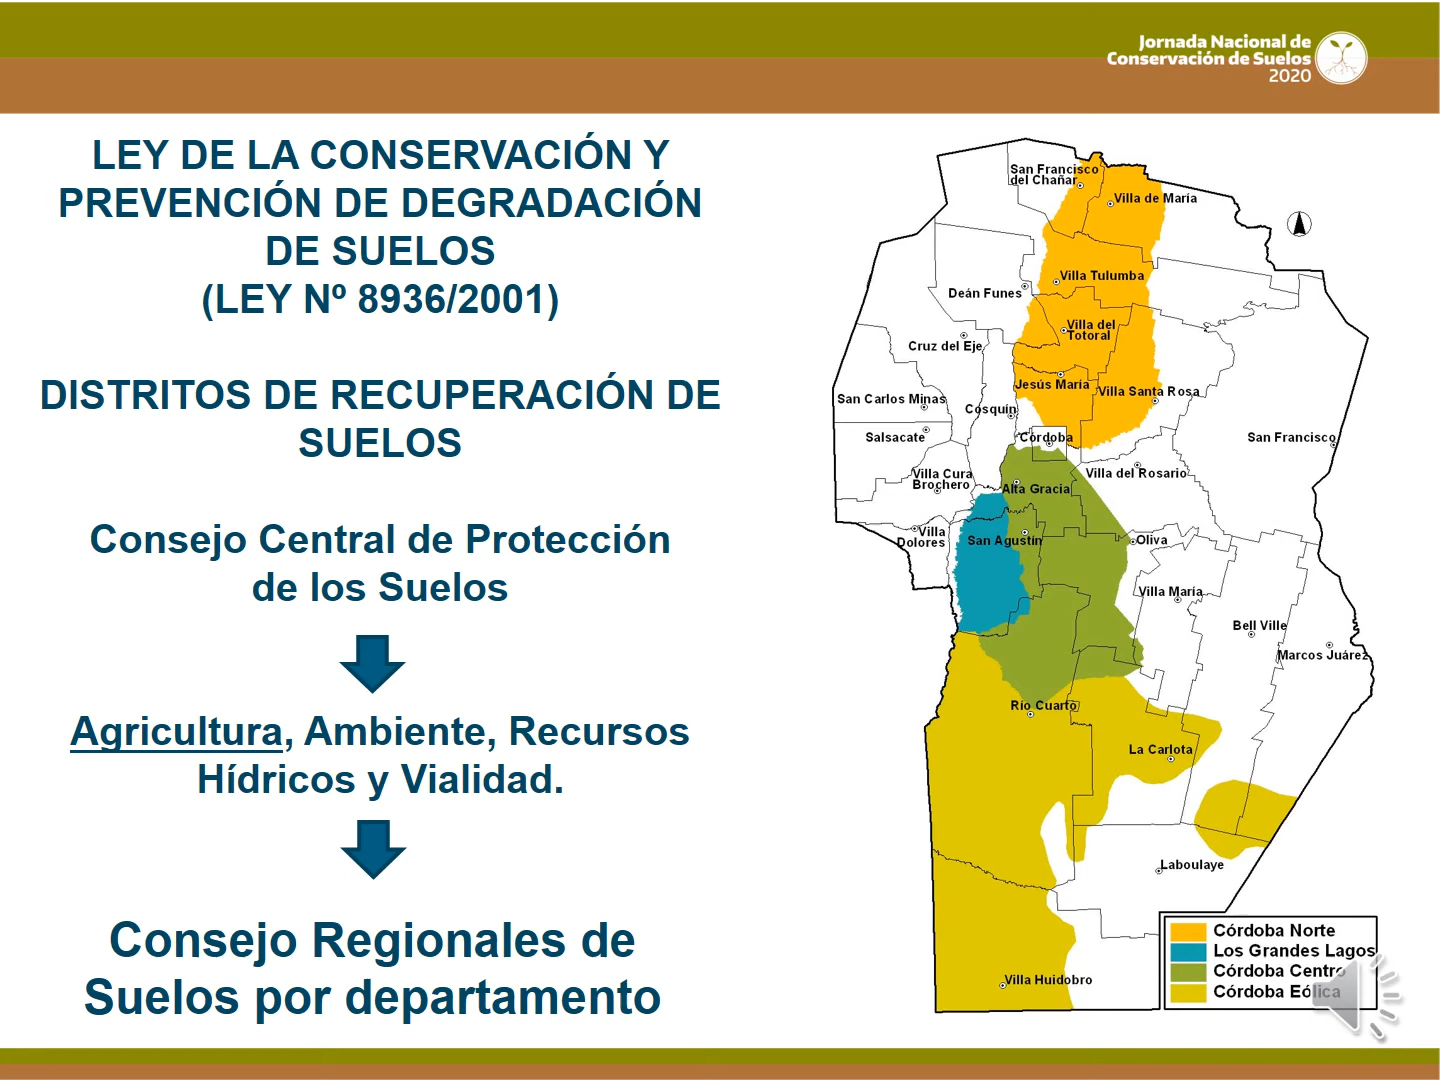 Jornada Nacional de
Conservación de Suelos
2020
LEY DE LA CONSERVACIÓN Y
PREVENCIÓN DE DEGRADACIÓN
DE SUELOS
(LEY Nº 8936/2001)
DISTRITOS DE RECUPERACIÓN DE
SUELOS
Consejo Central de Protección
de los Suelos
Agricultura, Ambiente, Recursos
Hídricos y Vialidad.
Consejo Regionales de
Suelos por departamento
San Francisco
del Chañar
Villa de María
Villa Tulumba
Deán Funes
Villa del
Totoral
Cruz del Eje
Jesús María
Villa Santa Rosa
San Carlos Minas
Cosquín
Salsacate
Córdoba
San Francisco
Villa Cura
Brochero
Villa del Rosario
Alta Gracia
Villa
Dolores
San Agustín
Oliva
Villa María
Bell Ville
Marcos Juárez
Río Cuarto
La Carlota
Laboulaye
Villa Huidobro
Córdoba Norte
Los Grandes Lagos
Córdoba Centro
Córdoba Eólica